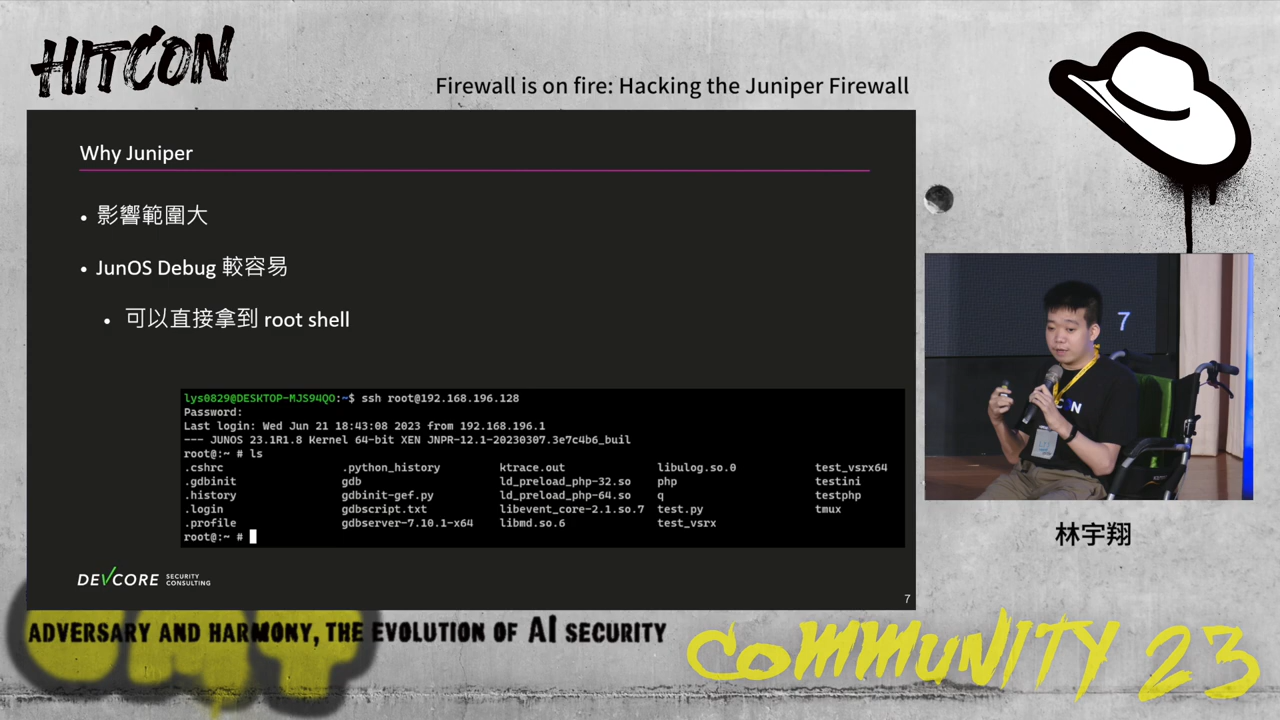 HITCON
Firewall is on fire: Hacking the Juniper Firewall
Why Juniper
• 影響範圍大
• JunOS Debug 較容易
• 可以直接拿到 root shell
lys0829@DESKTOP-MJS94QO:~$ ssh root@192.168.196.128
Password:
Last login: Wed Jun 21 18:43:08 2023 from 192.168.196.1
--- JUNOS 23.1R1.8 Kernel 64-bit XEN JNPR-12.1-20230307.3e7c4b6_buil
root@:~ # ls
.cshrc .python_history ktrace.out libulog.so.0 test_vsrx64
.gdbinit gdb ld_preload_php-32.so php testini
.history gdbinit-gef.py ld_preload_php-64.so q testphp
.login gdbscript.txt libevent_core-2.1.so.7 test.py tmux
.profile gdbserver-7.10.1-x64 libmd.so.6 test_vsrx
root@:~ #
DEVCORE SECURITY CONSULTING
7
7
林宇翔
ADVERSARY AND HARMONY, THE EVOLUTION OF AI SECURITY
COMMUNITY 23